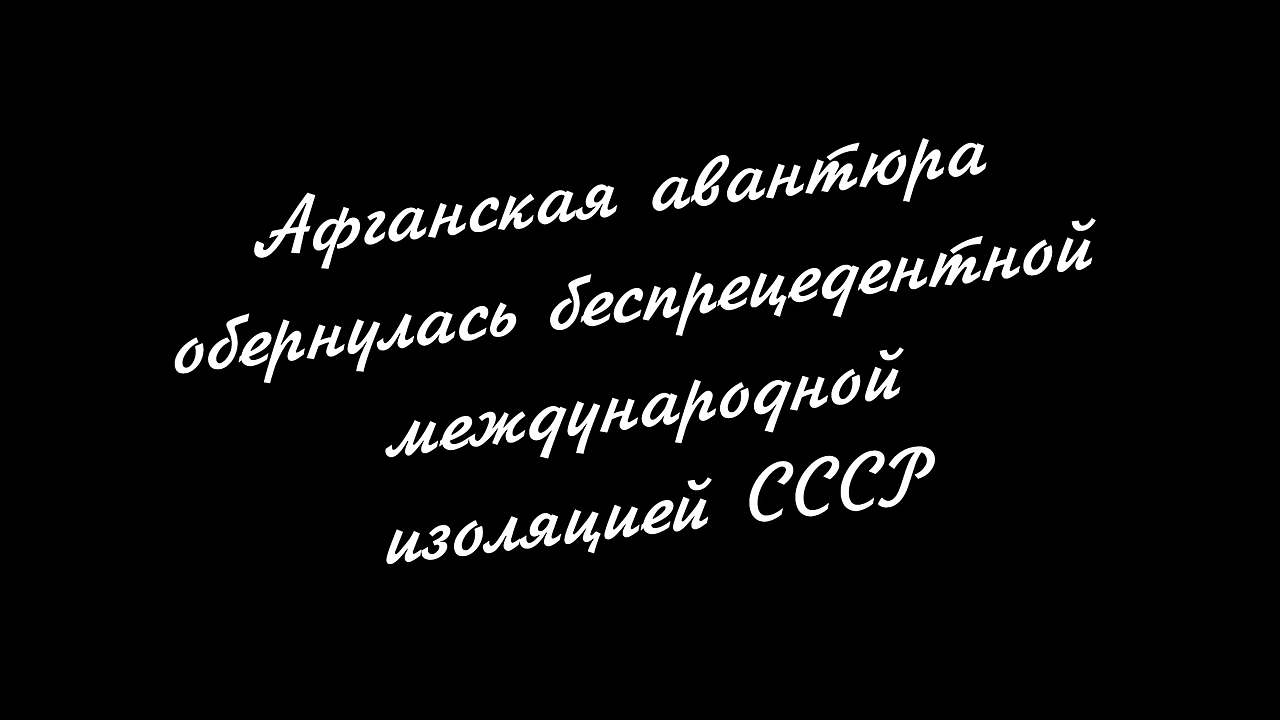 Афганская авантюра
обернулась беспрецедентной
международной
изоляцией СССР